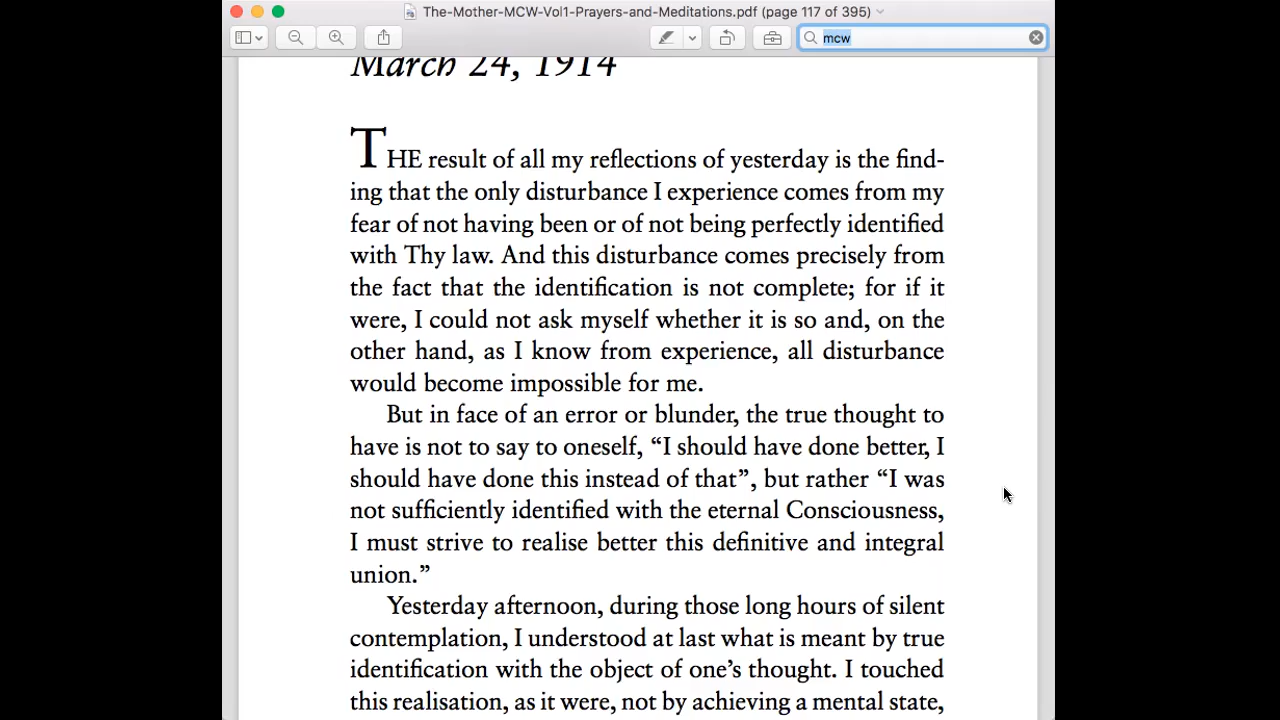 The-Mother-MCW-Vol1-Prayers-and-Meditations.pdf (page 117 of 395)
mcw
March 24, 1914
THE result of all my reflections of yesterday is the find-
ing that the only disturbance I experience comes from my
fear of not having been or of not being perfectly identified
with Thy law. And this disturbance comes precisely from
the fact that the identification is not complete; for if it
were, I could not ask myself whether it is so and, on the
other hand, as I know from experience, all disturbance
would become impossible for me.
But in face of an error or blunder, the true thought to
have is not to say to oneself, “I should have done better, I
should have done this instead of that”, but rather “I was
not sufficiently identified with the eternal Consciousness,
I must strive to realise better this definitive and integral
union.”
Yesterday afternoon, during those long hours of silent
contemplation, I understood at last what is meant by true
identification with the object of one’s thought. I touched
this realisation, as it were, not by achieving a mental state,